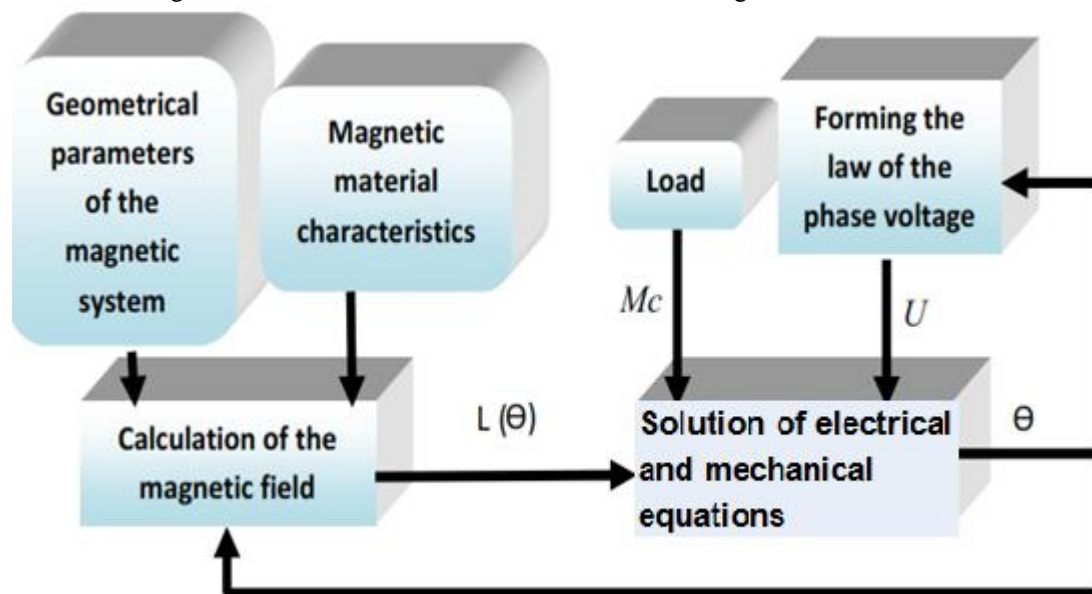 Geometrical
parameters
of the
magnetic
system
Magnetic
material
characteristics
Load
Forming the
law of the
phase voltage
Mc
U
Calculation of the
magnetic field
L (Θ)
Solution of electrical
and mechanical
equations
Θ